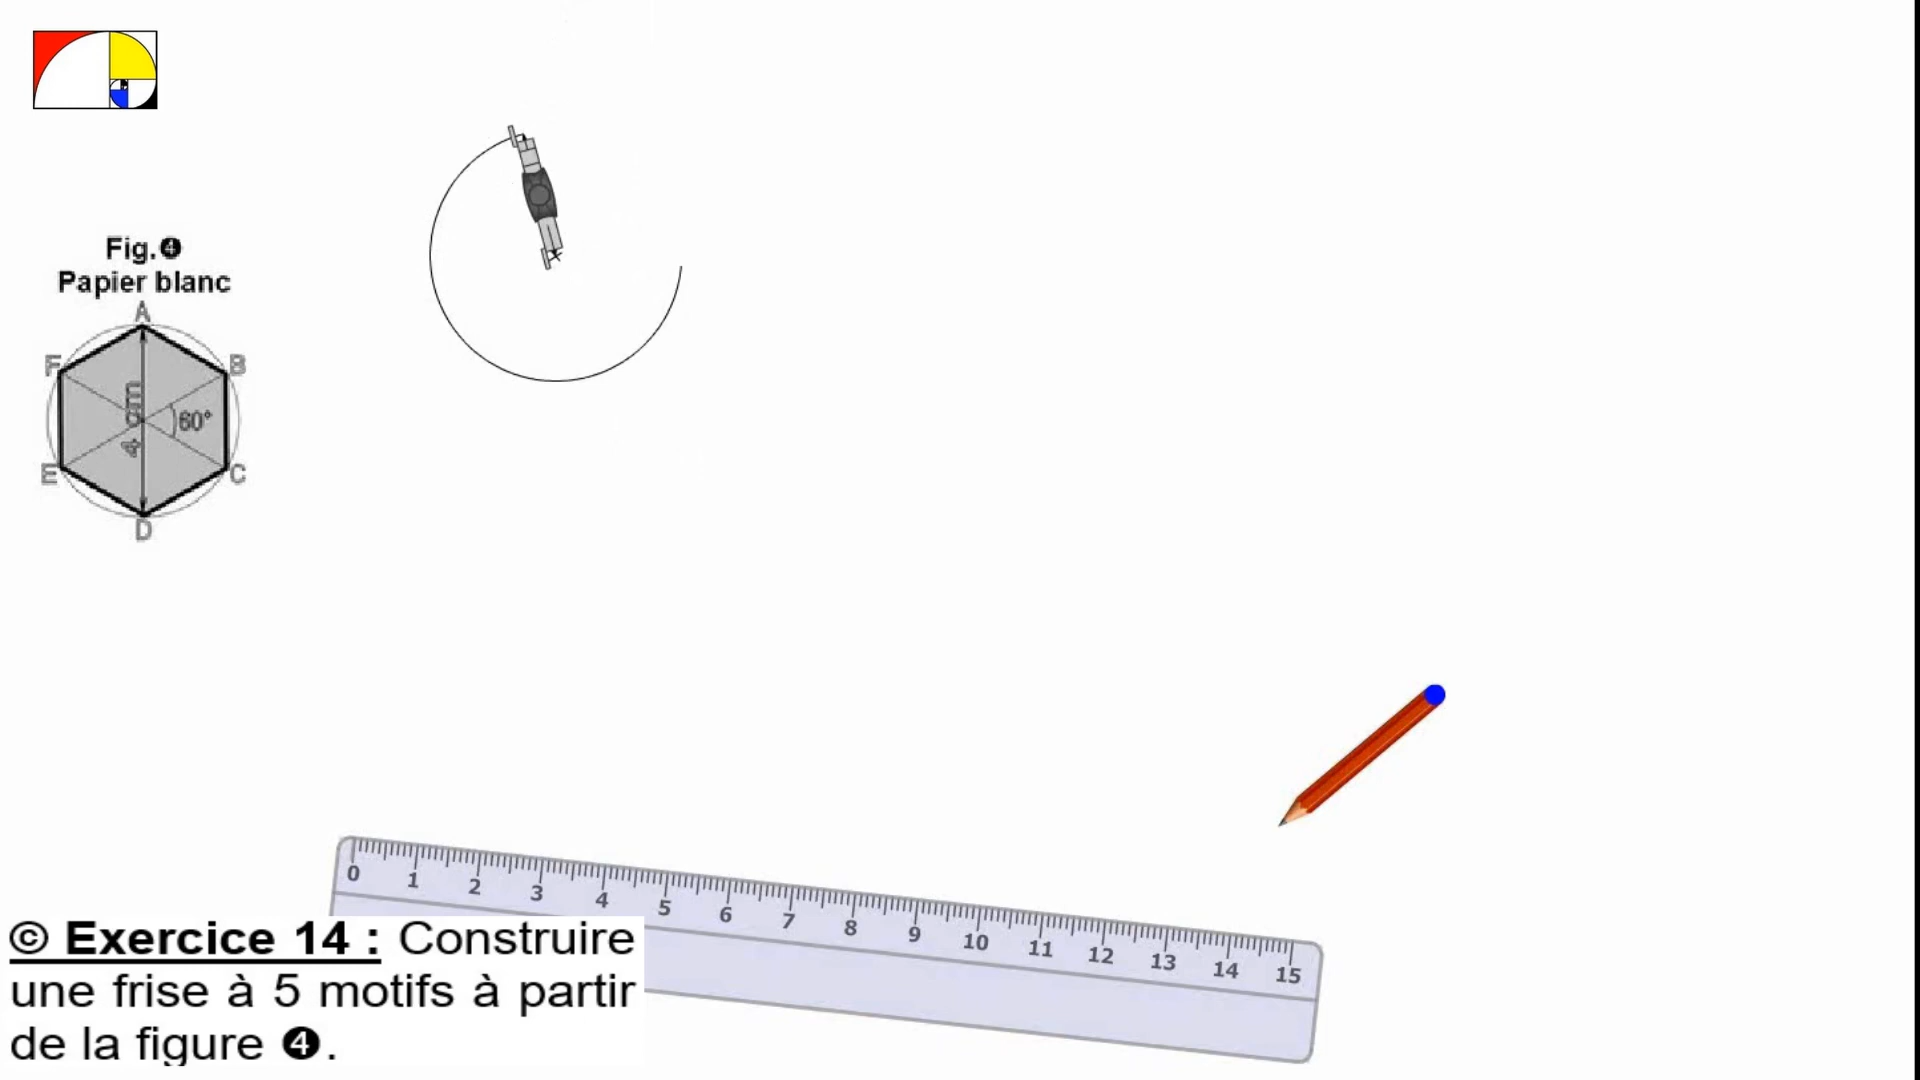 Fig.❹
Papier blanc
A
F
B
4 cm
60°
E
C
D
0 1 2 3 4 5 6 7 8 9 10 11 12 13 14 15
© Exercice 14 : Construire
une frise à 5 motifs à partir
de la figure ❹.